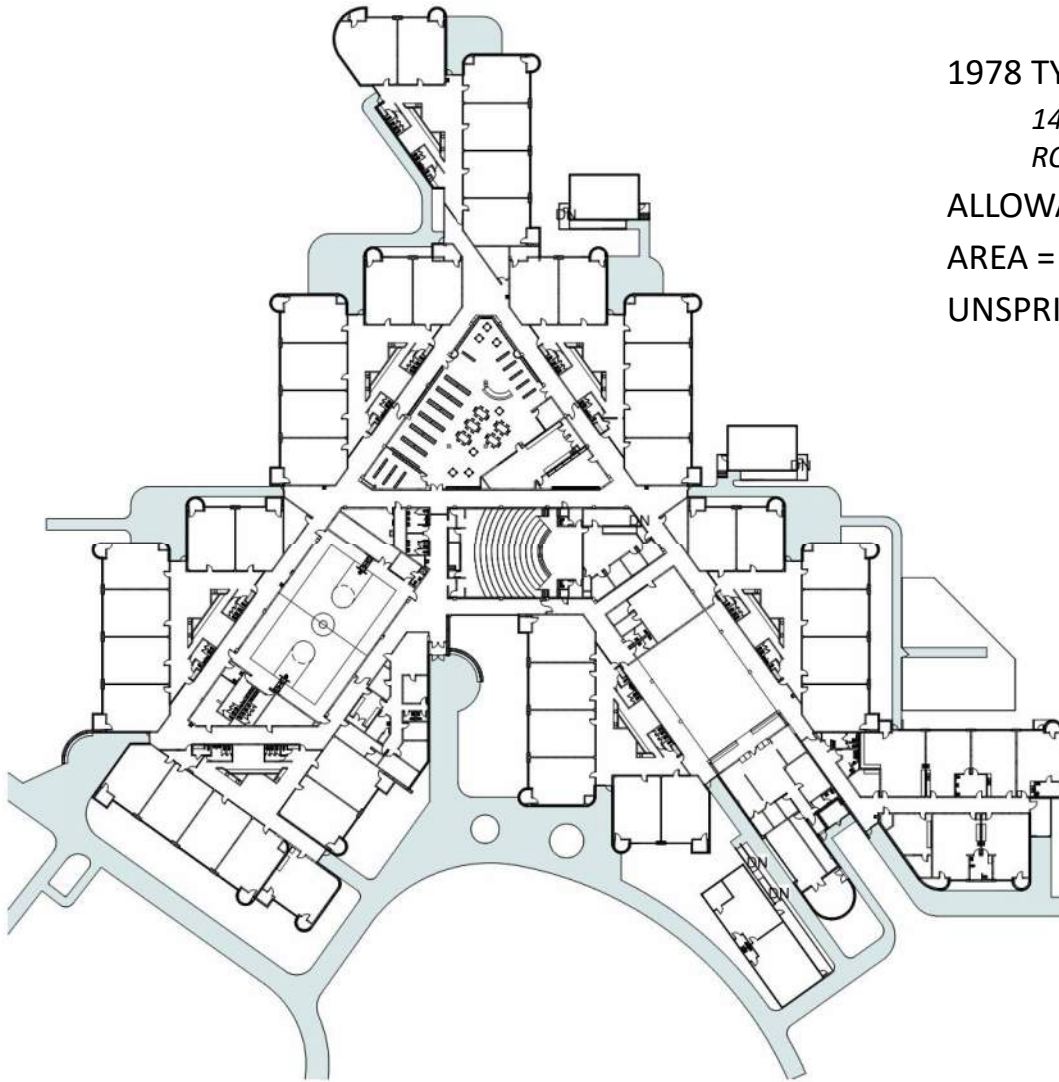 1978 TY
14
RO
ALLOWA
AREA =
UNSPRI
DN
DN
DN
DN
DN